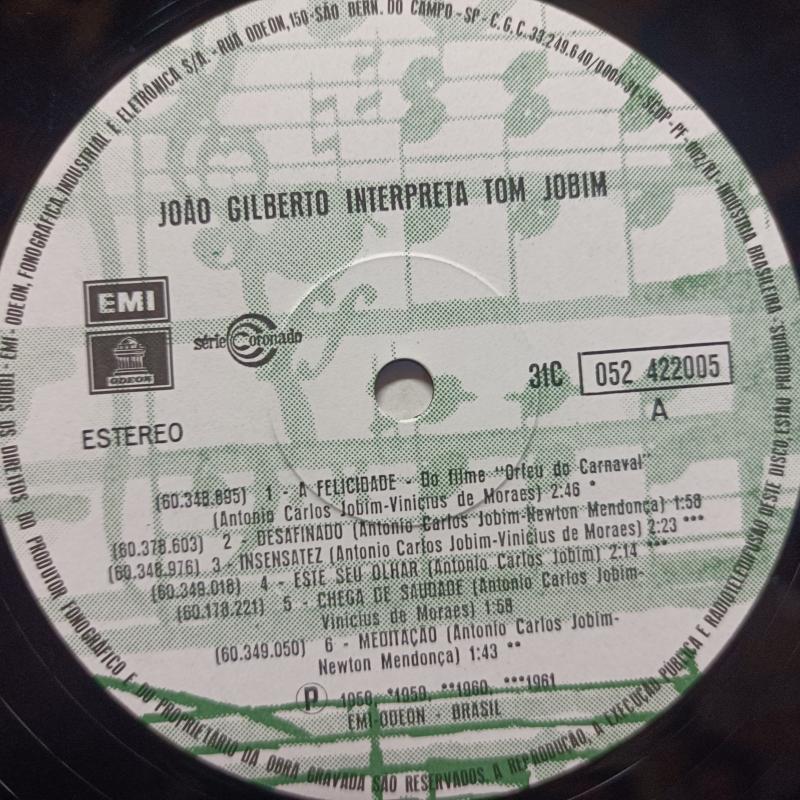 EMI - ODEON, FONOGRÁFICA, INDUSTRIAL E ELETRÔNICA S/A. - RUA ODEON, 150 - SÃO BERN. DO CAMPO - SP - C.G.C. 33.249.640/0001- SCDP - PF - 002/RJ - INDÚSTRIA BRASILEIRA - TODOS OS DIREITOS DO PRODUTOR FONOGRÁFICO E DO PROPRIETÁRIO DA OBRA GRAVADA SÃO RESERVADOS. A REPRODUÇÃO, A EXECUÇÃO PÚBLICA E RADIOTELEDIFUSÃO DESTE DISCO, ESTÃO PROIBIDAS.
JOÃO GILBERTO INTERPRETA TOM JOBIM
EMI
ODEON
série Coronado
31C 052 422005
A
ESTEREO
(60.348.895) 1 - A FELICIDADE - Do filme "Orfeu do Carnaval"
(Antonio Carlos Jobim-Vinicius de Moraes) 2:46 *
(60.378.603) 2 DESAFINADO (Antonio Carlos Jobim-Newton Mendonça) 1:58
(60.348.976) 3 - INSENSATEZ (Antonio Carlos Jobim-Vinicius de Moraes) 2:23 ***
(60.349.018) 4 - ESTE SEU OLHAR (Antonio Carlos Jobim) 2:14 ***
(60.178.221) 5 - CHEGA DE SAUDADE (Antonio Carlos Jobim-
Vinicius de Moraes) 1:58
(60.349.050) 6 - MEDITAÇÃO (Antonio Carlos Jobim-
Newton Mendonça) 1:43 **
Ⓟ 1958, *1959, **1960, ***1961
EMI-ODEON - BRASIL